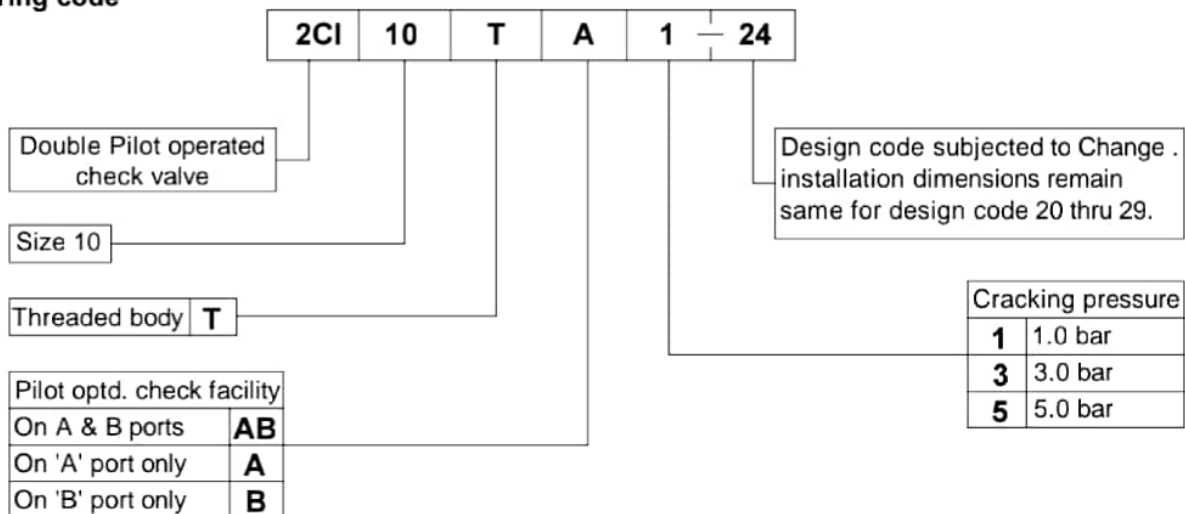 2CI 10 T A 1 — 24
Double Pilot operated
check valve
Size 10
Threaded body T
Pilot optd. check facility
On A & B ports AB
On 'A' port only A
On 'B' port only B
Design code subjected to Change .
installation dimensions remain
same for design code 20 thru 29.
Cracking pressure
1 1.0 bar
3 3.0 bar
5 5.0 bar